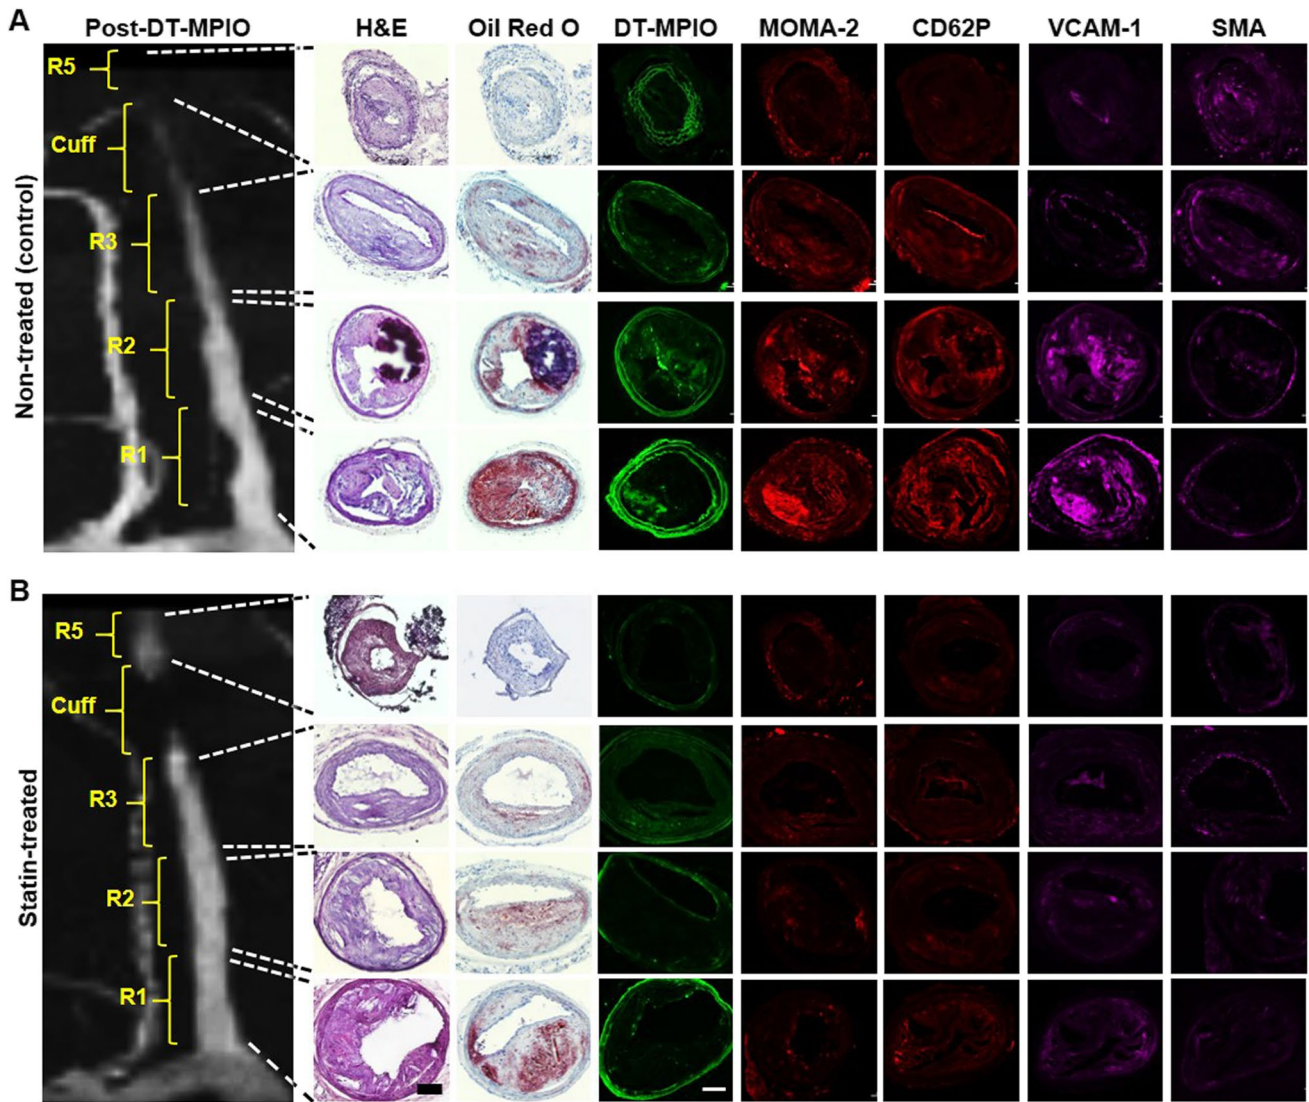 A
Post-DT-MPIO H&E Oil Red O DT-MPIO MOMA-2 CD62P VCAM-1 SMA
Non-treated (control)
R5
Cuff
R3
R2
R1
B
Statin-treated
R5
Cuff
R3
R2
R1